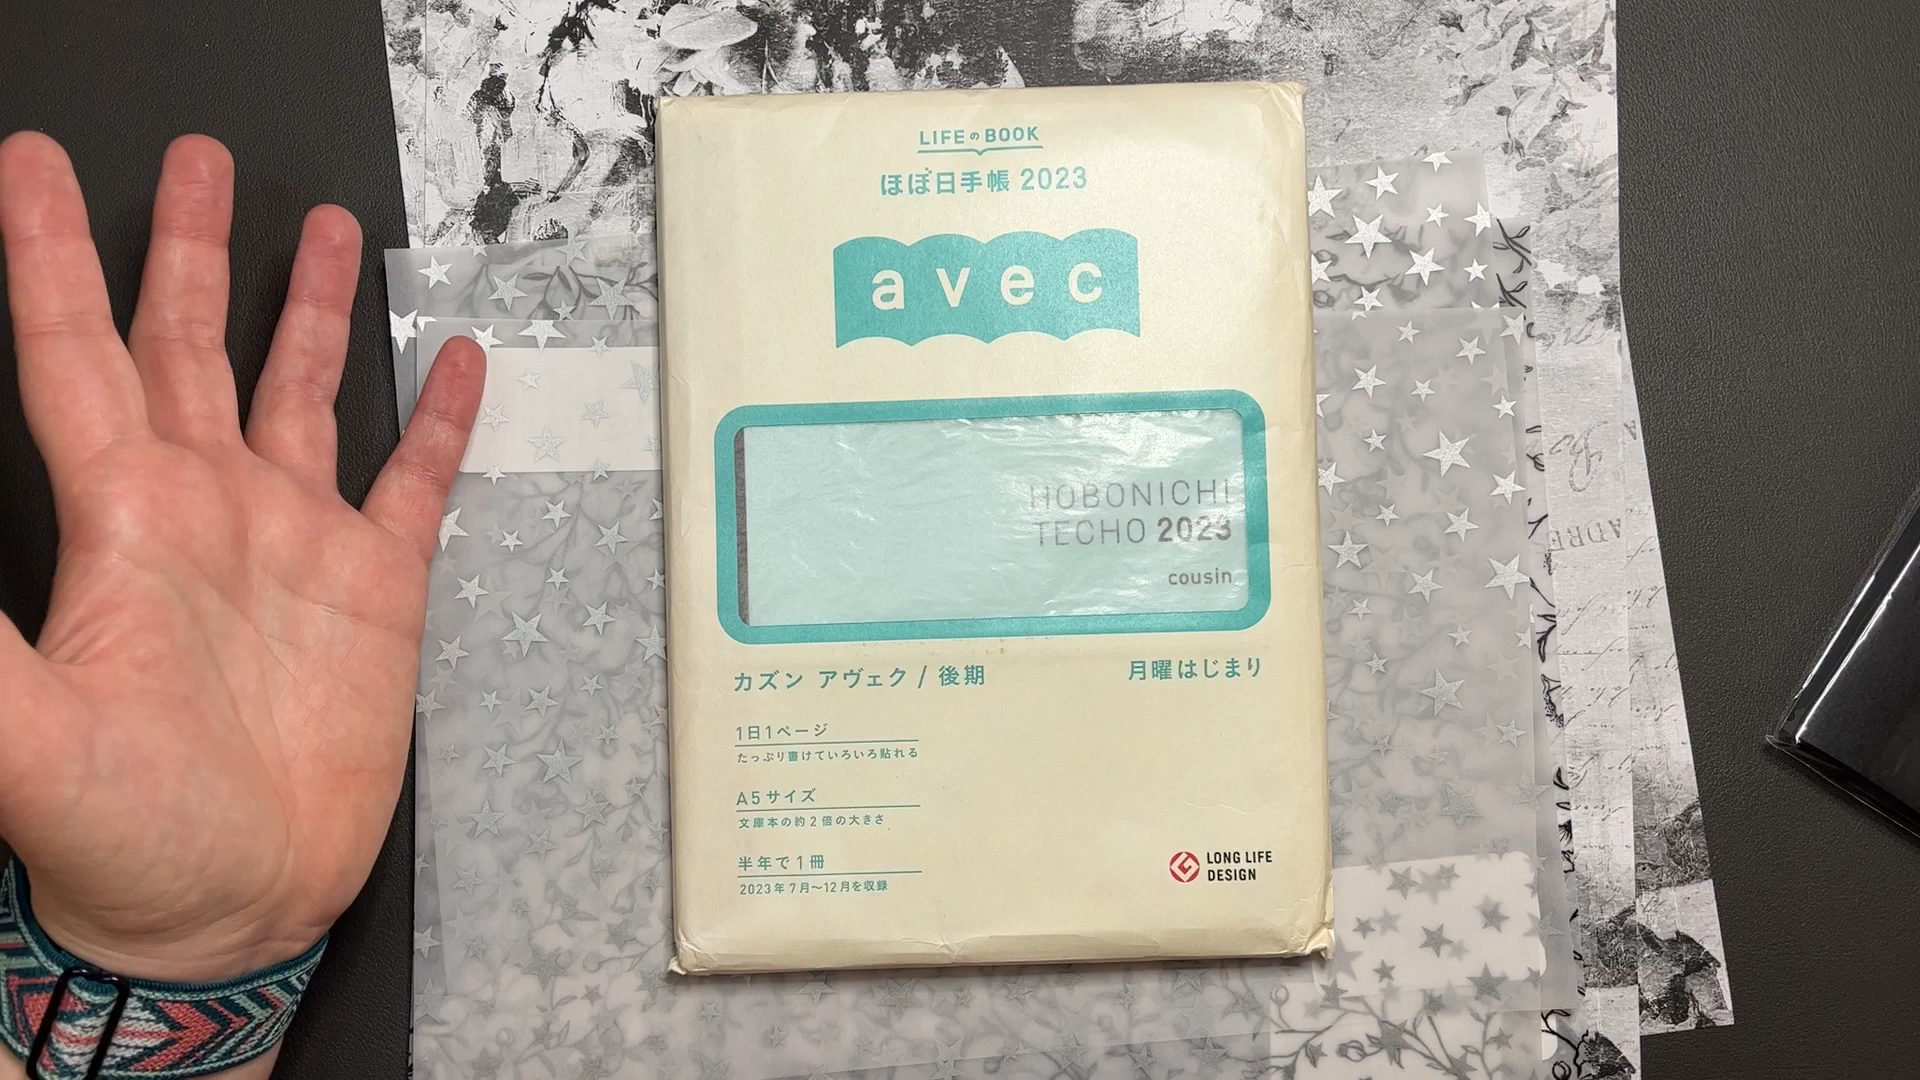 LIFEのBOOK
ほぼ日手帳 2023
avec
HOBONICHI
TECHO 2023
cousin
カズン アヴェク / 後期
月曜はじまり
1日1ページ
たっぷり書けていろいろ貼れる
A5サイズ
文庫本の約2倍の大きさ
半年で1冊
2023年7月〜12月を収録
LONG LIFE
DESIGN